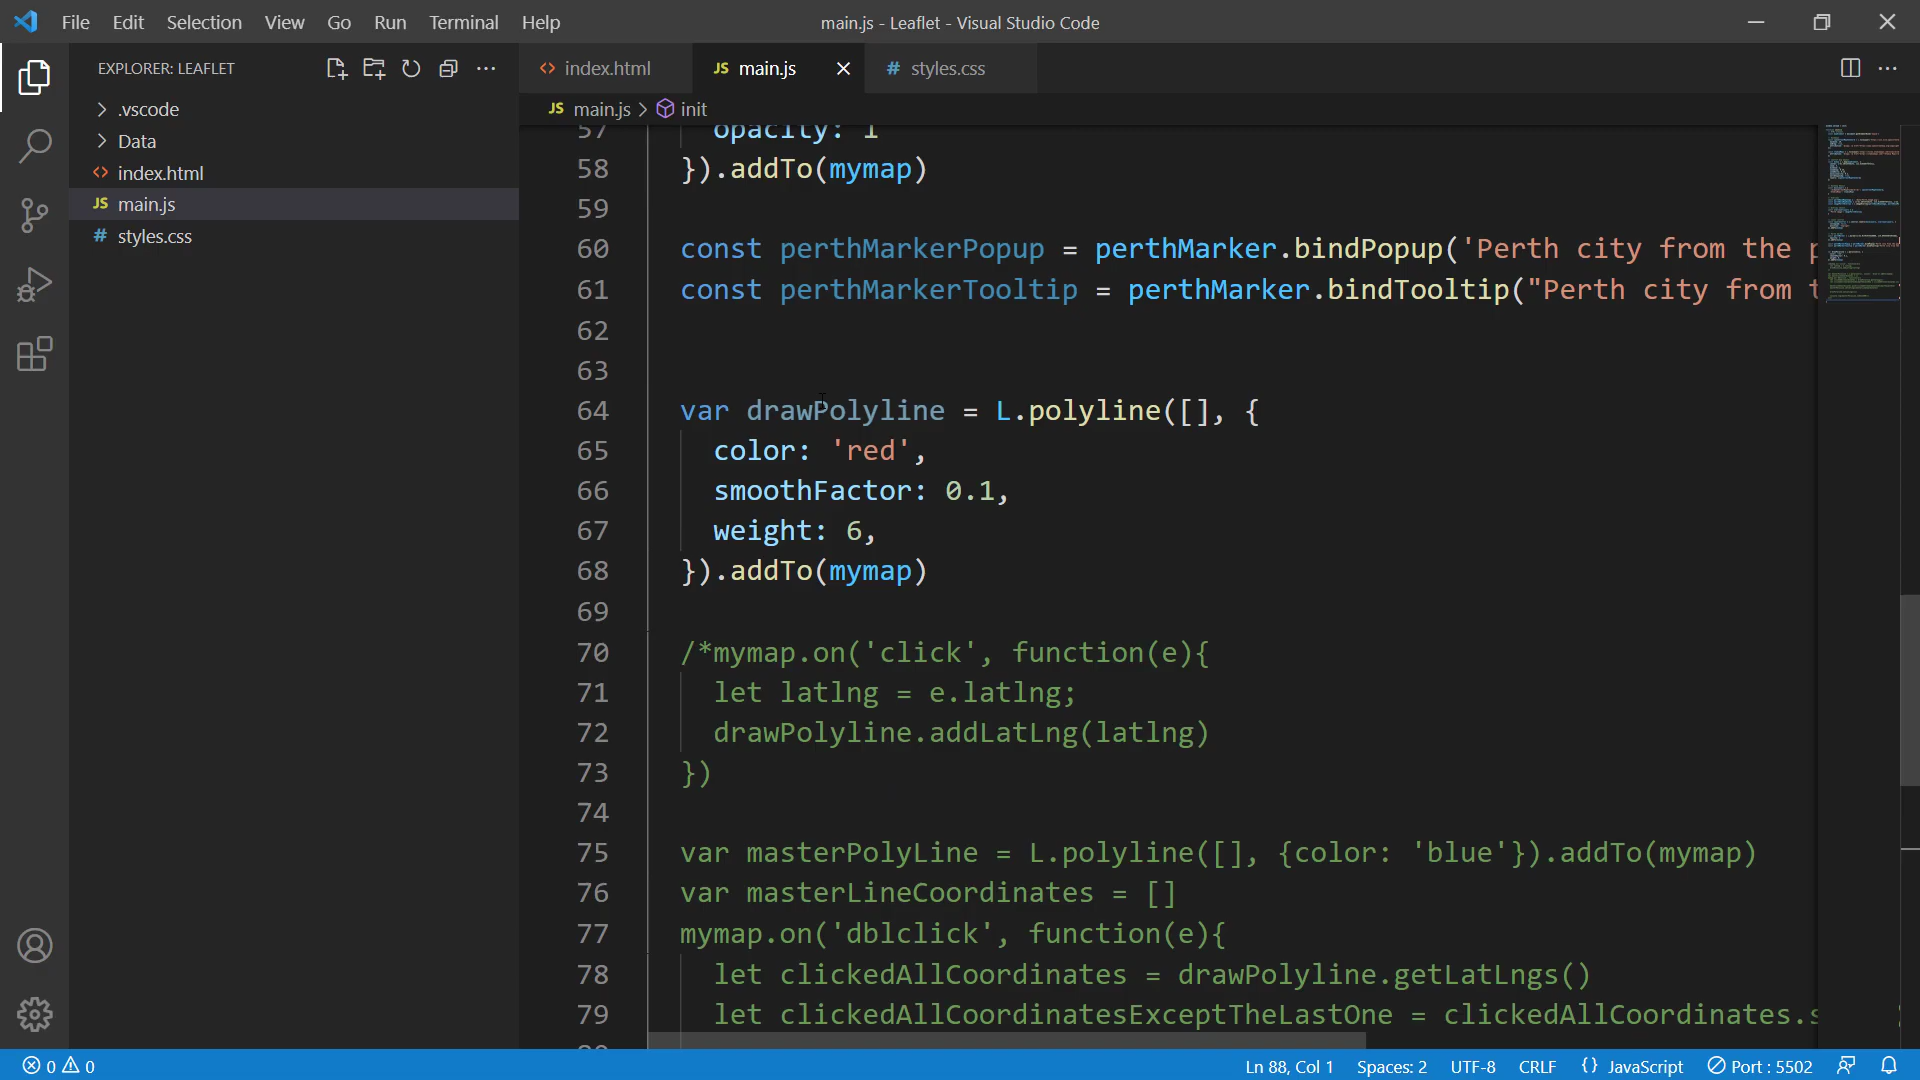 File Edit Selection View Go Run Terminal Help main.js - Leaflet - Visual Studio Code
EXPLORER: LEAFLET
.vscode
Data
index.html
JS main.js
# styles.css
index.html JS main.js # styles.css
JS main.js > init
57 opacity: 1
58 }).addTo(mymap)
59
60 const perthMarkerPopup = perthMarker.bindPopup('Perth city from the
61 const perthMarkerTooltip = perthMarker.bindTooltip("Perth city from
62
63
64 var drawPolyline = L.polyline([], {
65 color: 'red',
66 smoothFactor: 0.1,
67 weight: 6,
68 }).addTo(mymap)
69
70 /*mymap.on('click', function(e){
71 let latlng = e.latlng;
72 drawPolyline.addLatLng(latlng)
73 })
74
75 var masterPolyLine = L.polyline([], {color: 'blue'}).addTo(mymap)
76 var masterLineCoordinates = []
77 mymap.on('dblclick', function(e){
78 let clickedAllCoordinates = drawPolyline.getLatLngs()
79 let clickedAllCoordinatesExceptTheLastOne = clickedAllCoordinates.s
0 0 Ln 88, Col 1 Spaces: 2 UTF-8 CRLF {} JavaScript Port : 5502